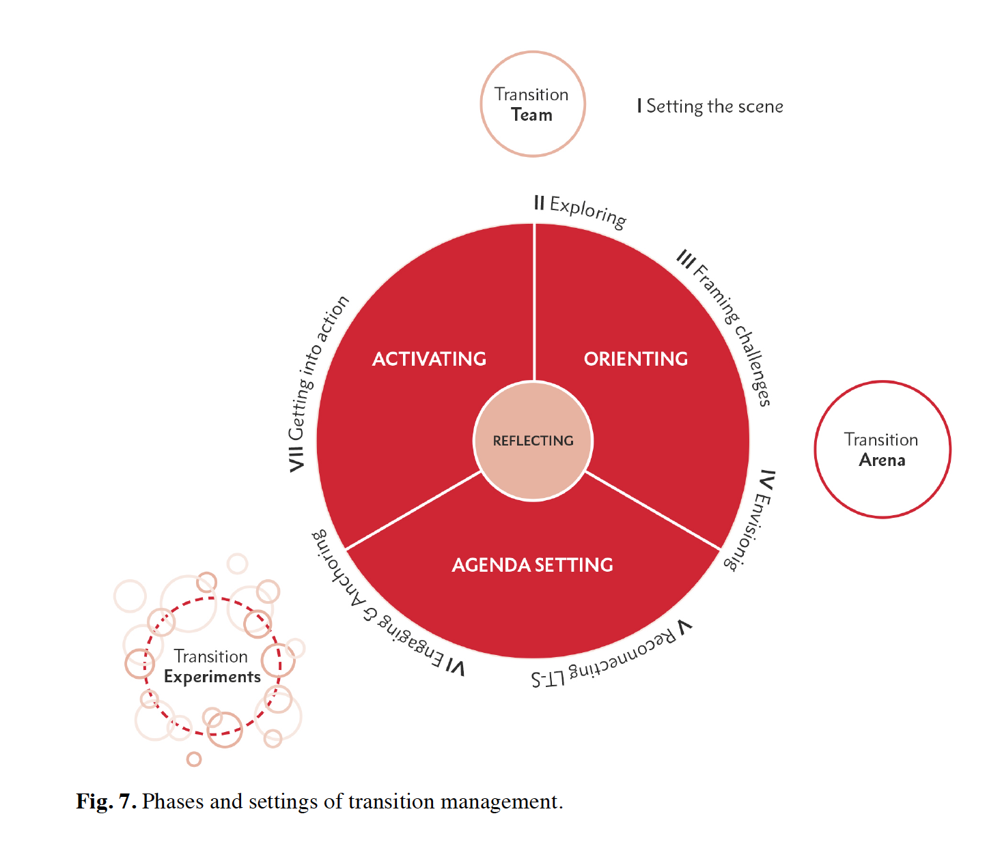 Transition
Team
I Setting the scene
II Exploring
III Framing challenges
ACTIVATING
ORIENTING
VII Getting into action
REFLECTING
Transition
Arena
IV Envisionig
AGENDA SETTING
V Reconnecting LT-S
VI Engaging & Anchoring
Transition
Experiments
Fig. 7. Phases and settings of transition management.